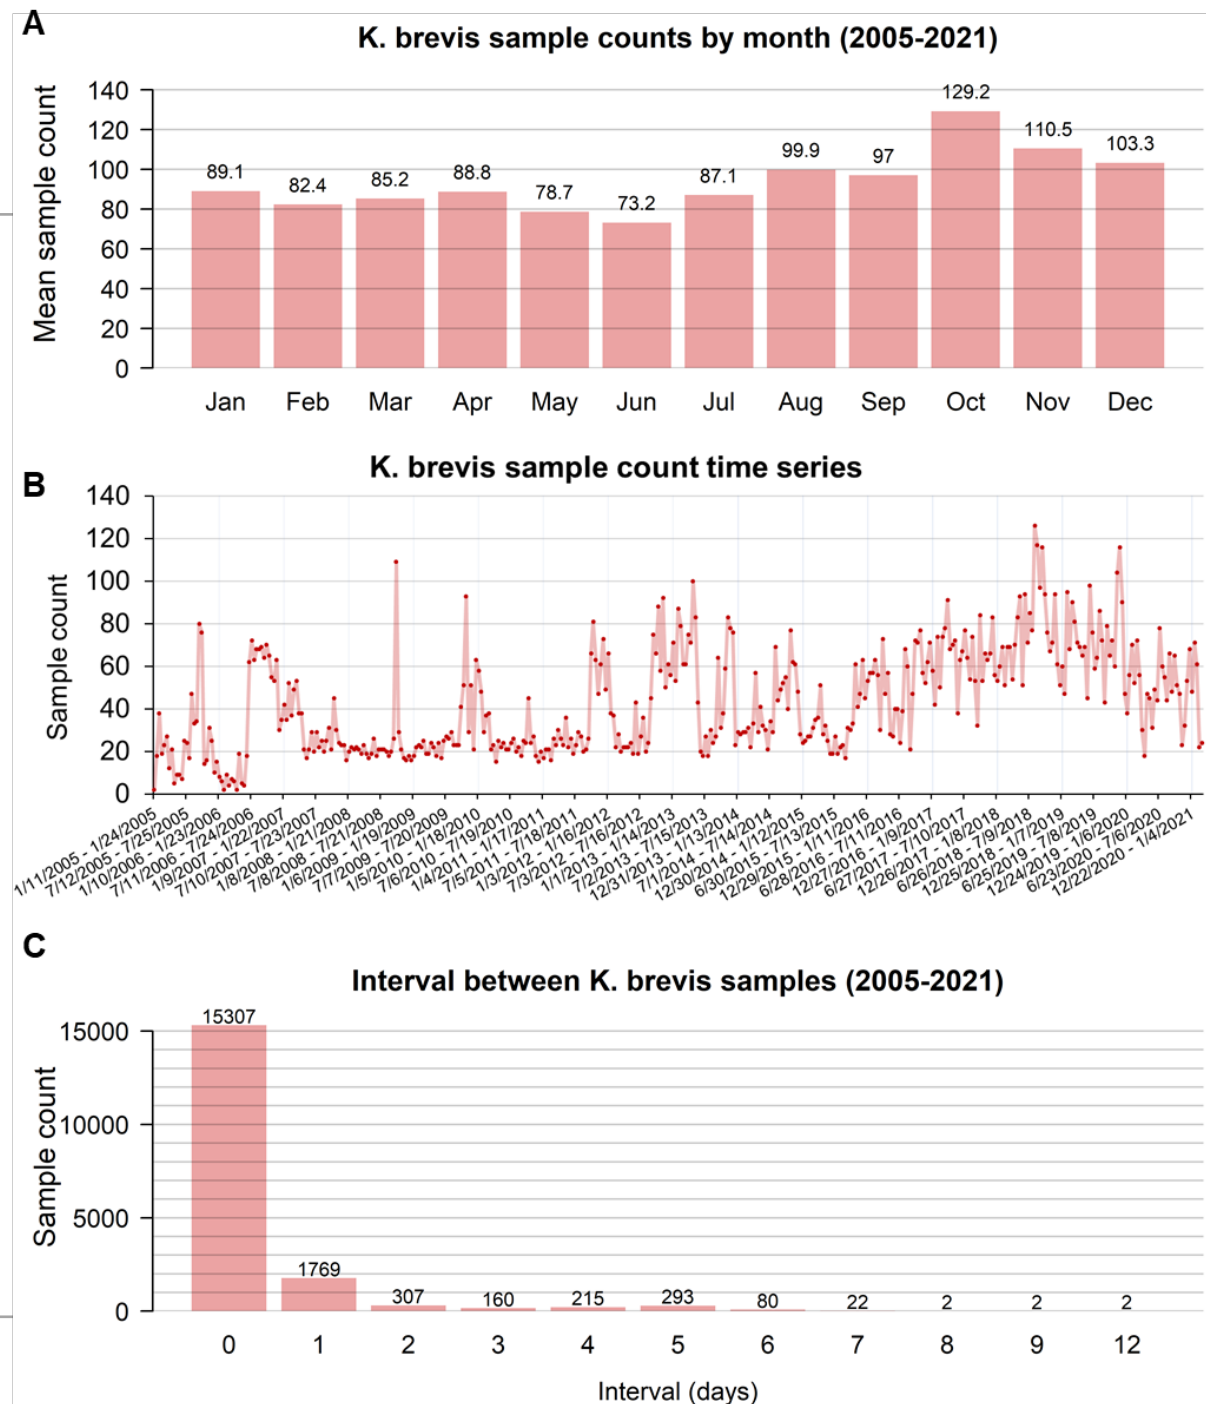 A
K. brevis sample counts by month (2005-2021)
Mean sample count
140
120
100
80
60
40
20
0
89.1
82.4
85.2
88.8
78.7
73.2
87.1
99.9
97
129.2
110.5
103.3
Jan Feb Mar Apr May Jun Jul Aug Sep Oct Nov Dec
B
K. brevis sample count time series
Sample count
140
120
100
80
60
40
20
0
1/11/2005 - 1/24/2005
7/12/2005 - 7/25/2005
1/10/2006 - 1/23/2006
7/11/2006 - 7/24/2006
1/9/2007 - 1/22/2007
7/10/2007 - 7/23/2007
1/8/2008 - 1/21/2008
7/8/2008 - 7/21/2008
1/6/2009 - 1/19/2009
7/7/2009 - 7/20/2009
1/5/2010 - 1/18/2010
7/6/2010 - 7/19/2010
1/4/2011 - 1/17/2011
7/5/2011 - 7/18/2011
1/3/2012 - 1/16/2012
7/3/2012 - 7/16/2012
1/1/2013 - 1/14/2013
7/2/2013 - 7/15/2013
12/31/2013 - 1/13/2014
7/1/2014 - 7/14/2014
12/30/2014 - 1/12/2015
6/30/2015 - 7/13/2015
12/29/2015 - 1/11/2016
6/28/2016 - 7/11/2016
12/27/2016 - 1/9/2017
6/27/2017 - 7/10/2017
12/26/2017 - 1/8/2018
6/26/2018 - 7/9/2018
12/25/2018 - 1/7/2019
6/25/2019 - 7/8/2019
12/24/2019 - 1/6/2020
6/23/2020 - 7/6/2020
12/22/2020 - 1/4/2021
C
Interval between K. brevis samples (2005-2021)
Sample count
15000
10000
5000
0
15307
1769
307
160
215
293
80
22
2
2
2
0 1 2 3 4 5 6 7 8 9 12
Interval (days)